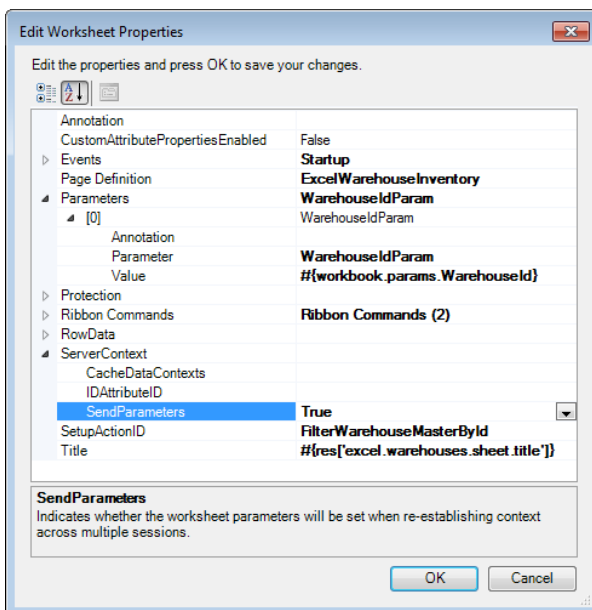 Edit Worksheet Properties
Edit the properties and press OK to save your changes.
Annotation
CustomAttributePropertiesEnabled False
Events Startup
Page Definition ExcelWarehouseInventory
Parameters WarehouseIdParam
[0] WarehouseIdParam
Annotation
Parameter WarehouseIdParam
Value #{workbook.params.WarehouseId}
Protection
Ribbon Commands Ribbon Commands (2)
RowData
ServerContext
CacheDataContexts
IDAttributeID
SendParameters True
SetupActionID FilterWarehouseMasterById
Title #{res['excel.warehouses.sheet.title']}
SendParameters
Indicates whether the worksheet parameters will be set when re-establishing context
across multiple sessions.
OK Cancel